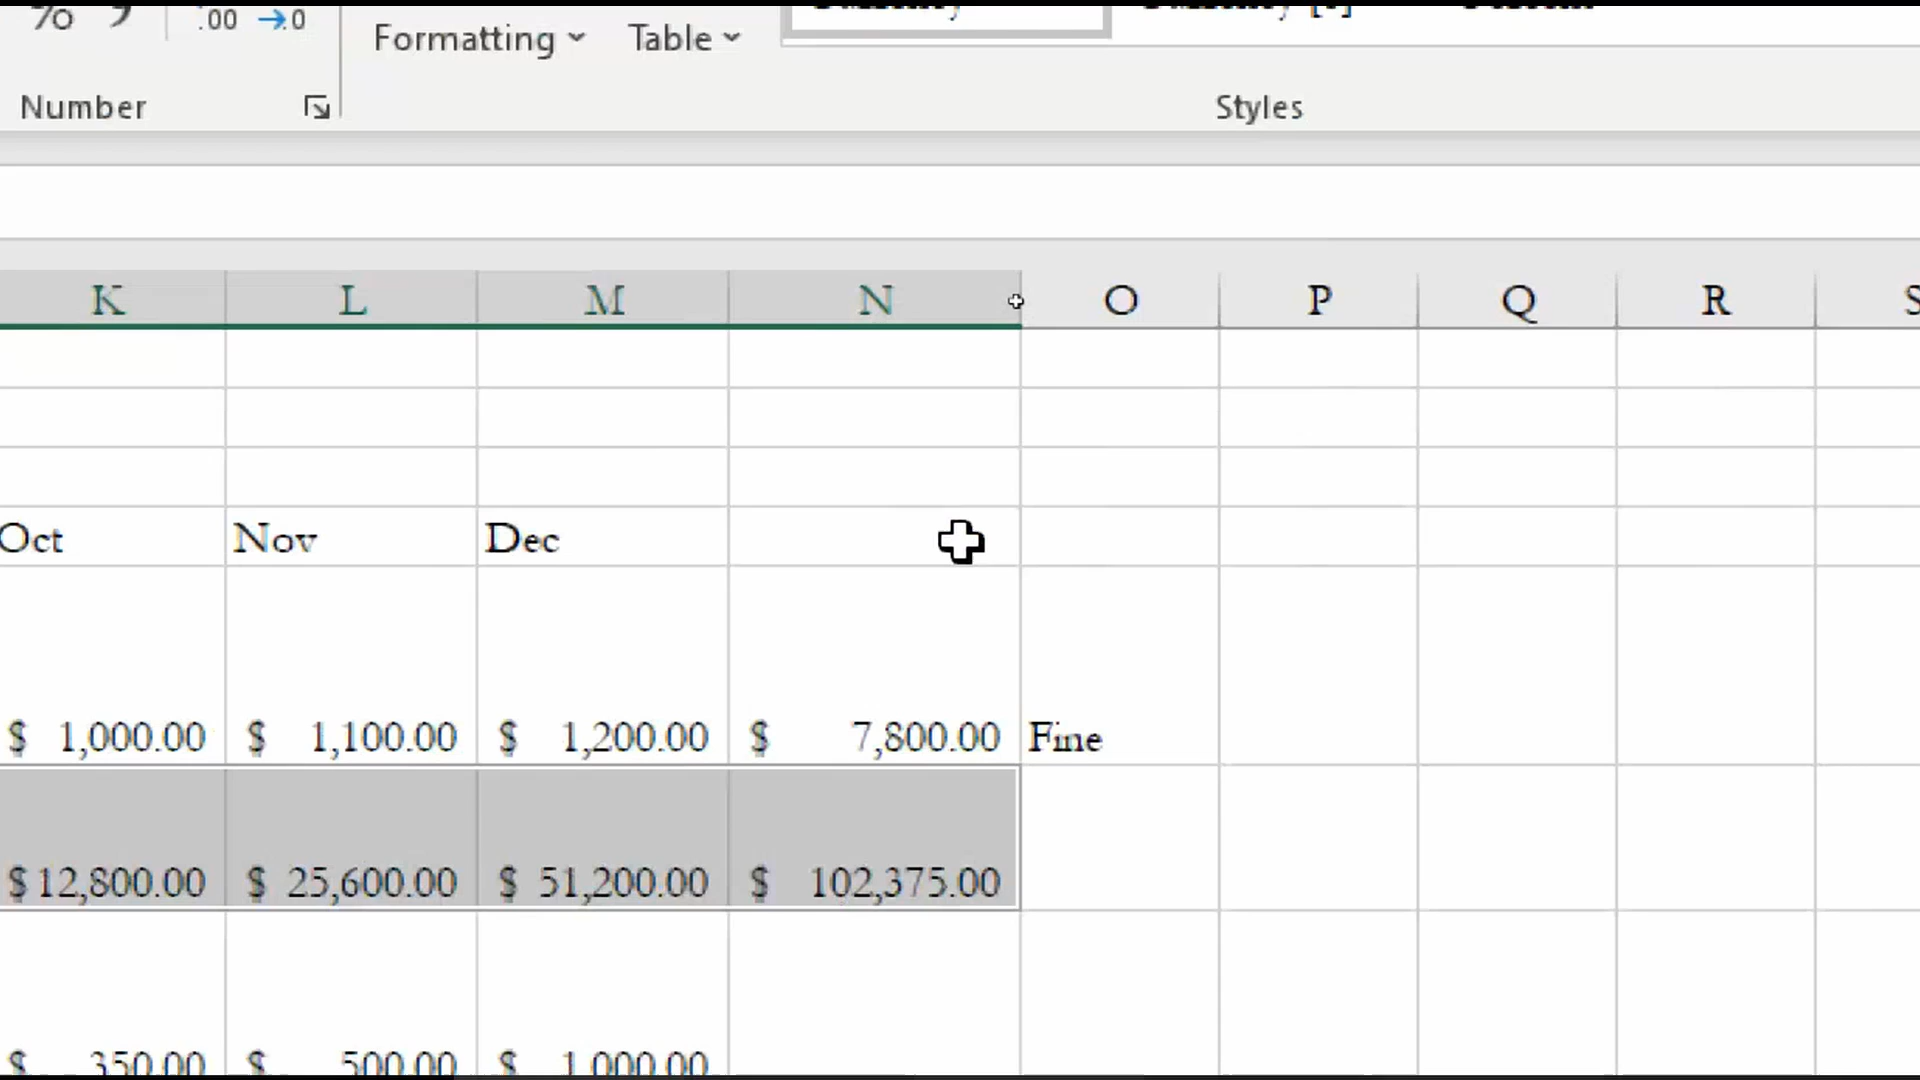 % , .00 →.0
Formatting Table
Number Styles
K L M N O P Q R S
Oct Nov Dec
$ 1,000.00 $ 1,100.00 $ 1,200.00 $ 7,800.00 Fine
$ 12,800.00 $ 25,600.00 $ 51,200.00 $ 102,375.00
$ 350.00 $ 500.00 $ 1,000.00